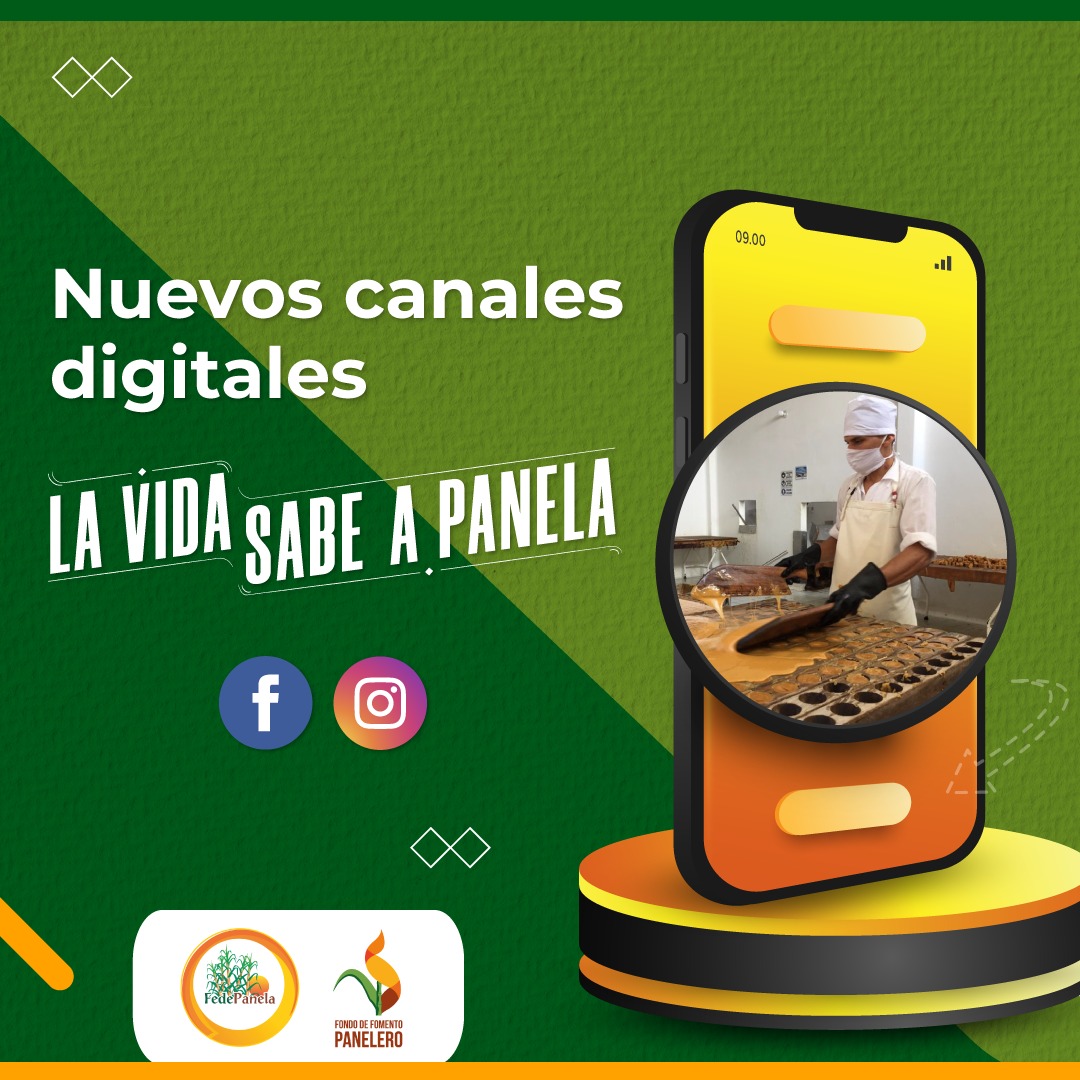 09.00
Nuevos canales
digitales
LA VIDA SABE A PANELA
FedePanela
FONDO DE FOMENTO
PANELERO